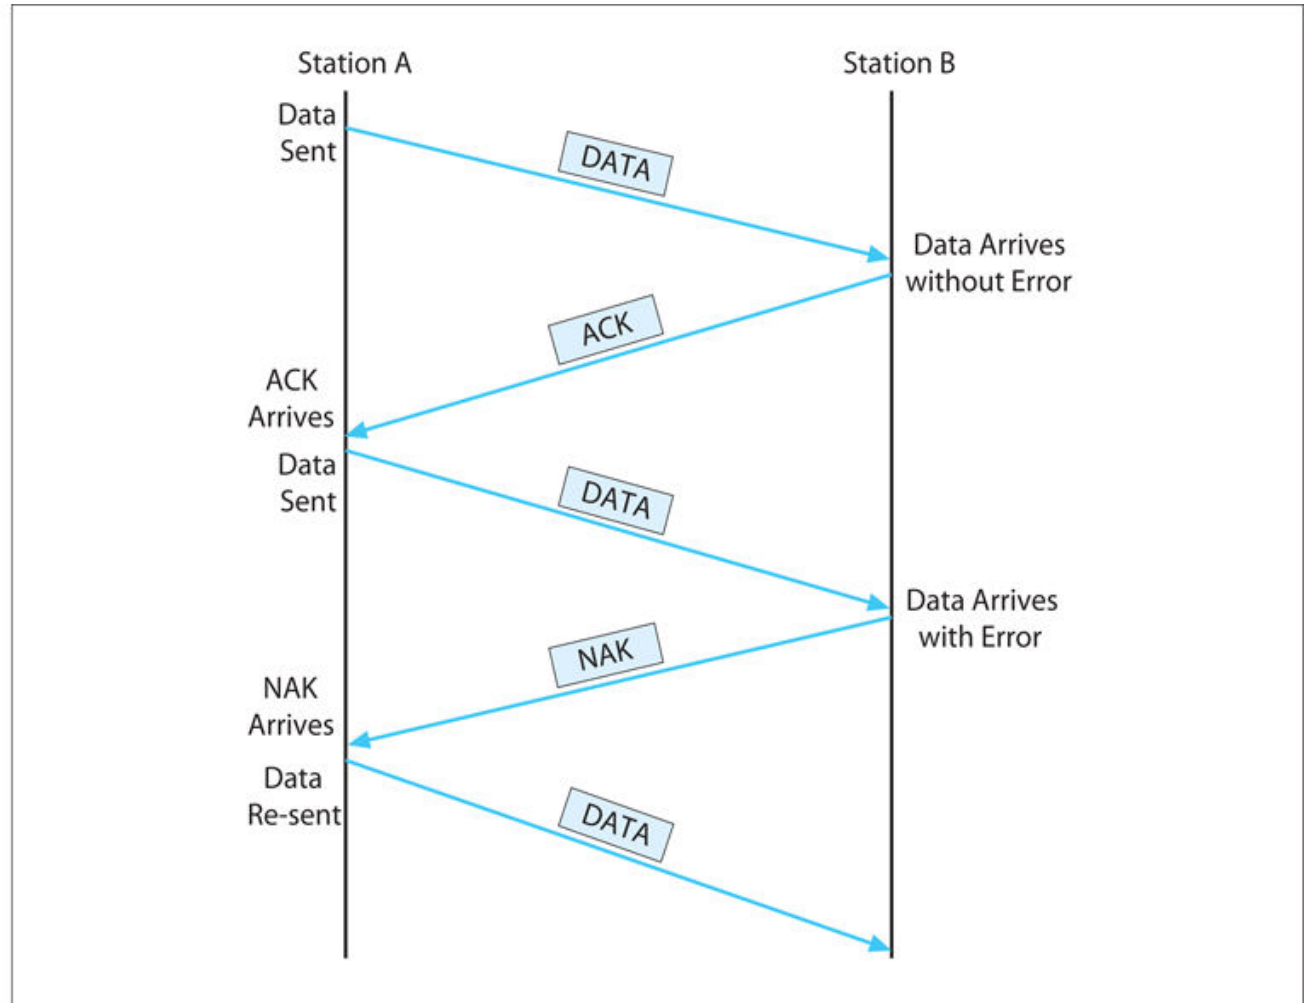 Station A
Station B
Data
Sent
DATA
Data Arrives
without Error
ACK
ACK
Arrives
Data
Sent
DATA
Data Arrives
with Error
NAK
NAK
Arrives
Data
Re-sent
DATA